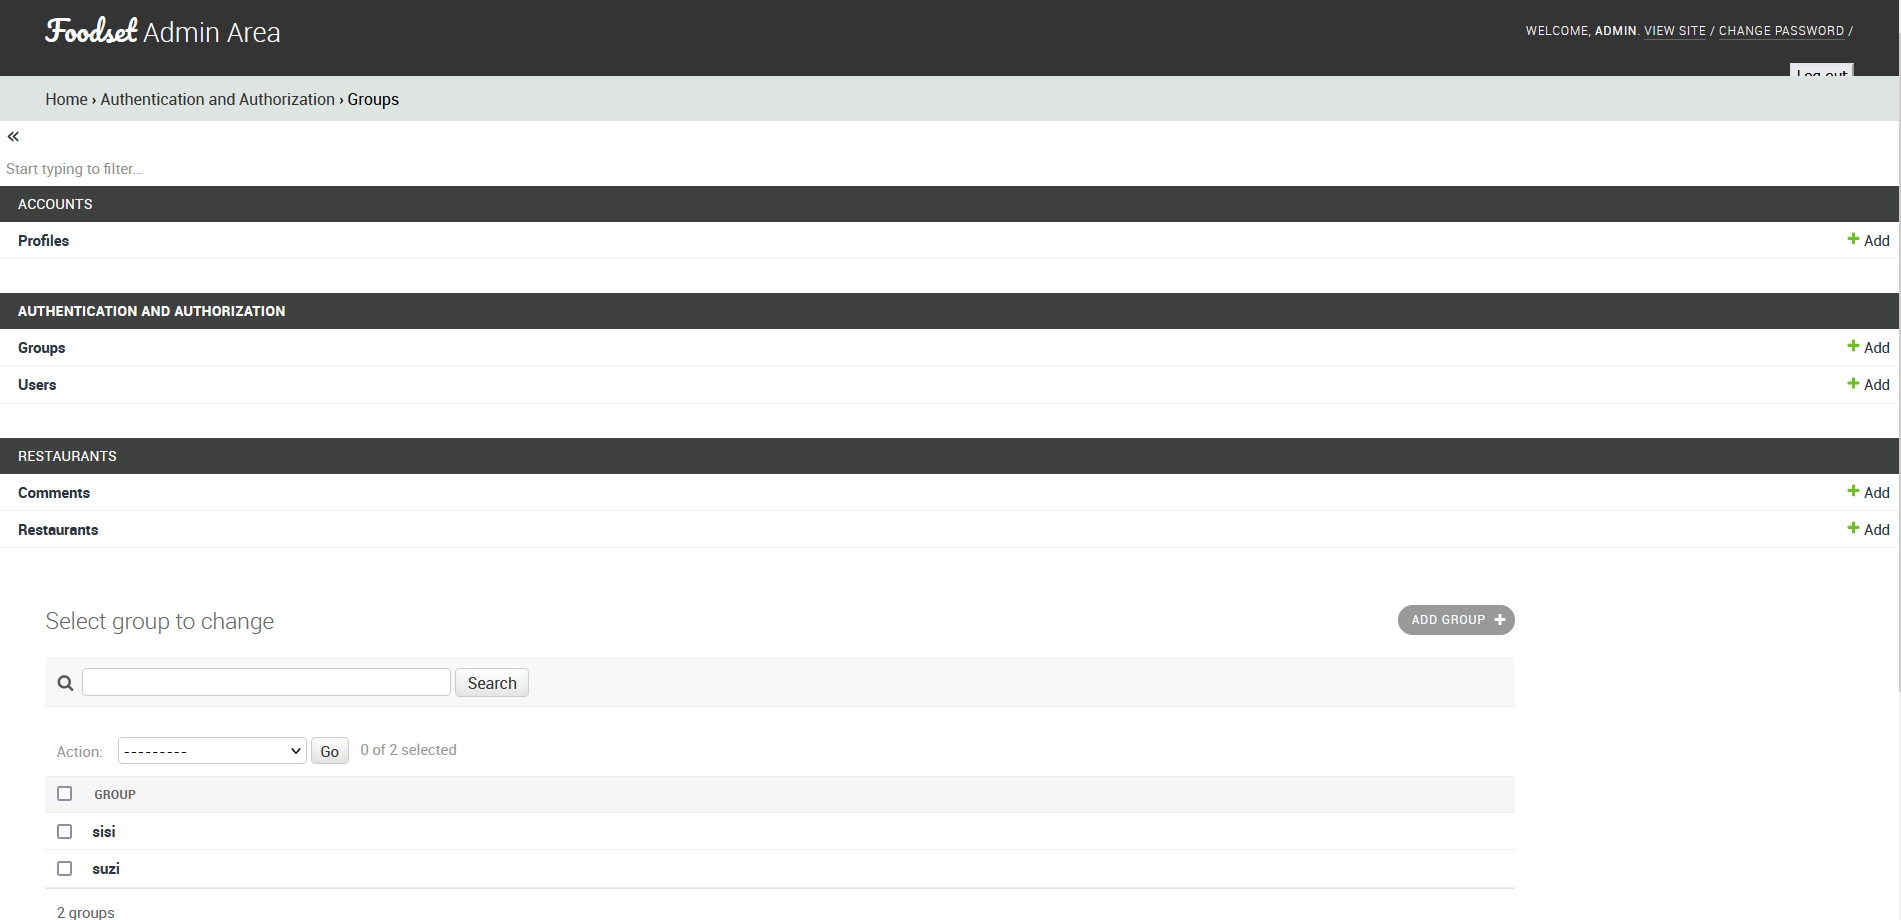 Foodset Admin Area
WELCOME, ADMIN. VIEW SITE / CHANGE PASSWORD /
Log out
Home › Authentication and Authorization › Groups
«
Start typing to filter...
ACCOUNTS
Profiles + Add
AUTHENTICATION AND AUTHORIZATION
Groups + Add
Users + Add
RESTAURANTS
Comments + Add
Restaurants + Add
Select group to change
ADD GROUP +
Search
Action: --------- Go 0 of 2 selected
GROUP
sisi
suzi
2 groups